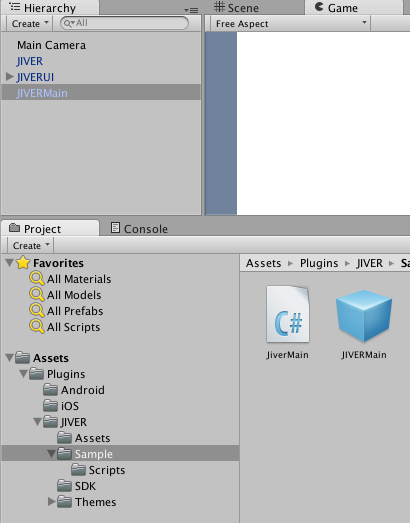 Hierarchy
Create
All
Main Camera
JIVER
JIVERUI
JIVERMain
Scene
Game
Free Aspect
Project
Console
Create
Favorites
All Materials
All Models
All Prefabs
All Scripts
Assets
Plugins
Android
iOS
JIVER
Assets
Sample
Scripts
SDK
Themes
Assets ▸ Plugins ▸ JIVER ▸ Sa
C#
JiverMain
JIVERMain